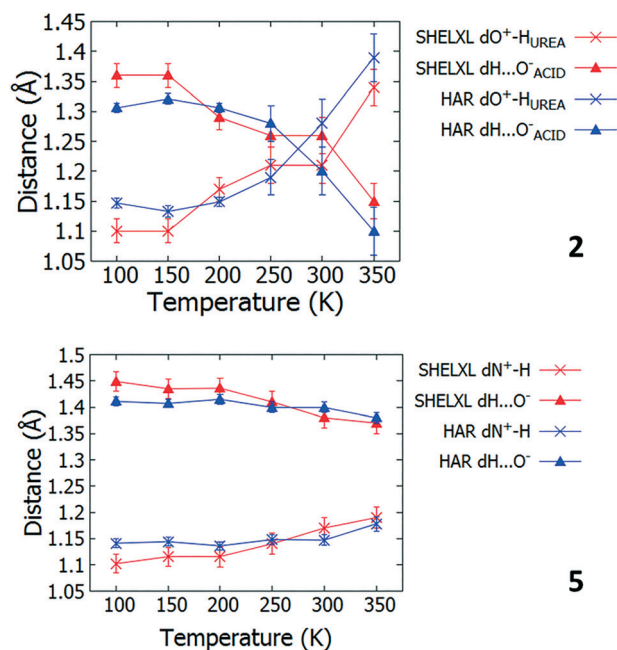 1.45
1.4
1.35
1.3
1.25
1.2
1.15
1.1
1.05
Distance (Å)
100 150 200 250 300 350
Temperature (K)
SHELXL dO⁺-H_UREA
SHELXL dH...O⁻_ACID
HAR dO⁺-H_UREA
HAR dH...O⁻_ACID
2
1.5
1.45
1.4
1.35
1.3
1.25
1.2
1.15
1.1
1.05
Distance (Å)
100 150 200 250 300 350
Temperature (K)
SHELXL dN⁺-H
SHELXL dH...O⁻
HAR dN⁺-H
HAR dH...O⁻
5